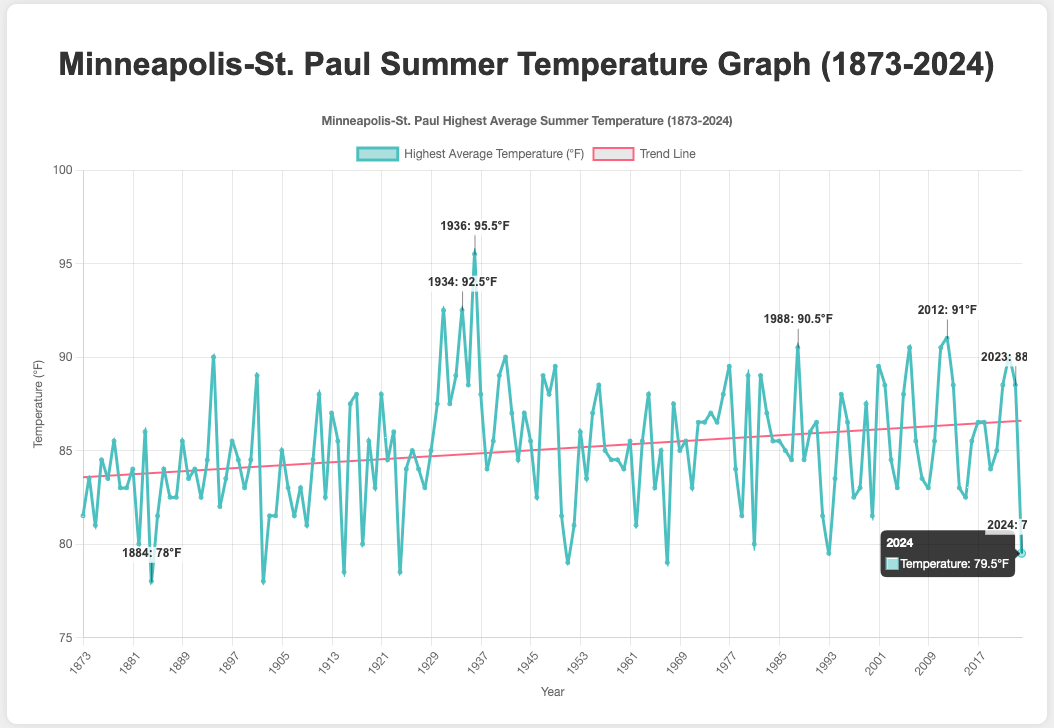 Minneapolis-St. Paul Summer Temperature Graph (1873-2024)
Minneapolis-St. Paul Highest Average Summer Temperature (1873-2024)
Highest Average Temperature (°F)
Trend Line
100
95
90
85
80
75
Temperature (°F)
1936: 95.5°F
1934: 92.5°F
1988: 90.5°F
2012: 91°F
2023: 88
1884: 78°F
2024: 7
2024
Temperature: 79.5°F
1873
1881
1889
1897
1905
1913
1921
1929
1937
1945
1953
1961
1969
1977
1985
1993
2001
2009
2017
Year